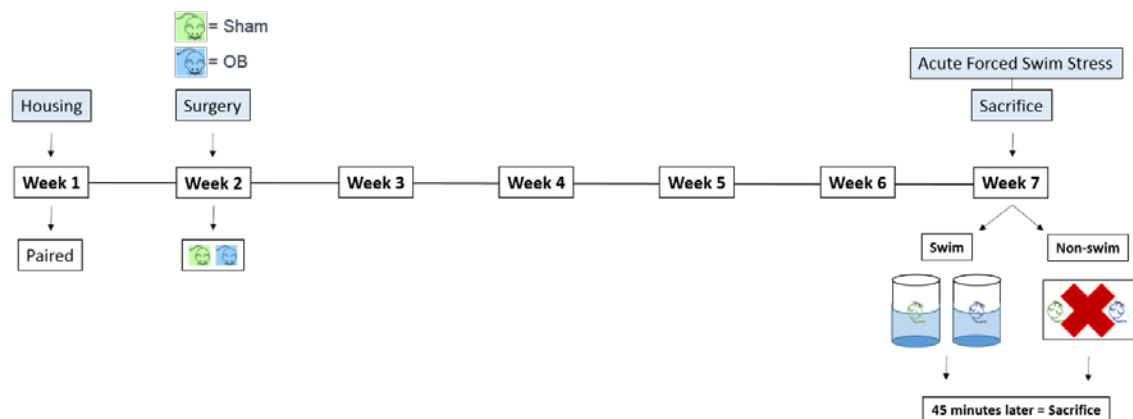 = Sham
= OB
Acute Forced Swim Stress
Housing
Surgery
Sacrifice
Week 1
Week 2
Week 3
Week 4
Week 5
Week 6
Week 7
Paired
Swim
Non-swim
45 minutes later = Sacrifice